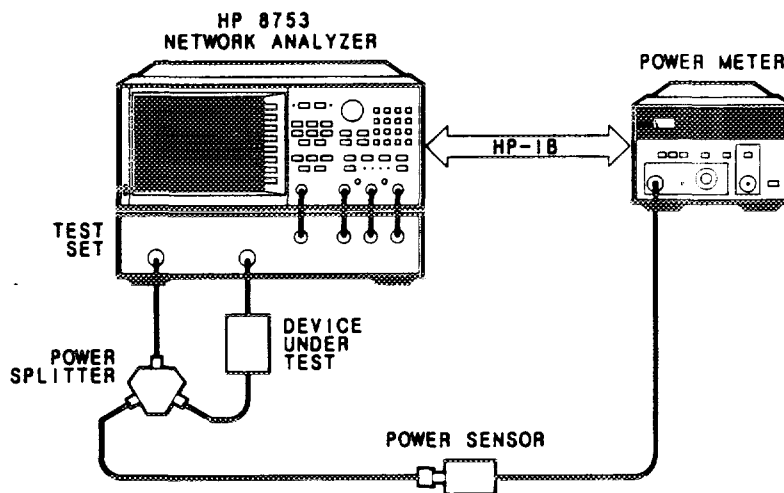 HP 8753
NETWORK ANALYZER
POWER METER
HP-IB
TEST
SET
DEVICE
UNDER
TEST
POWER
SPLITTER
POWER SENSOR